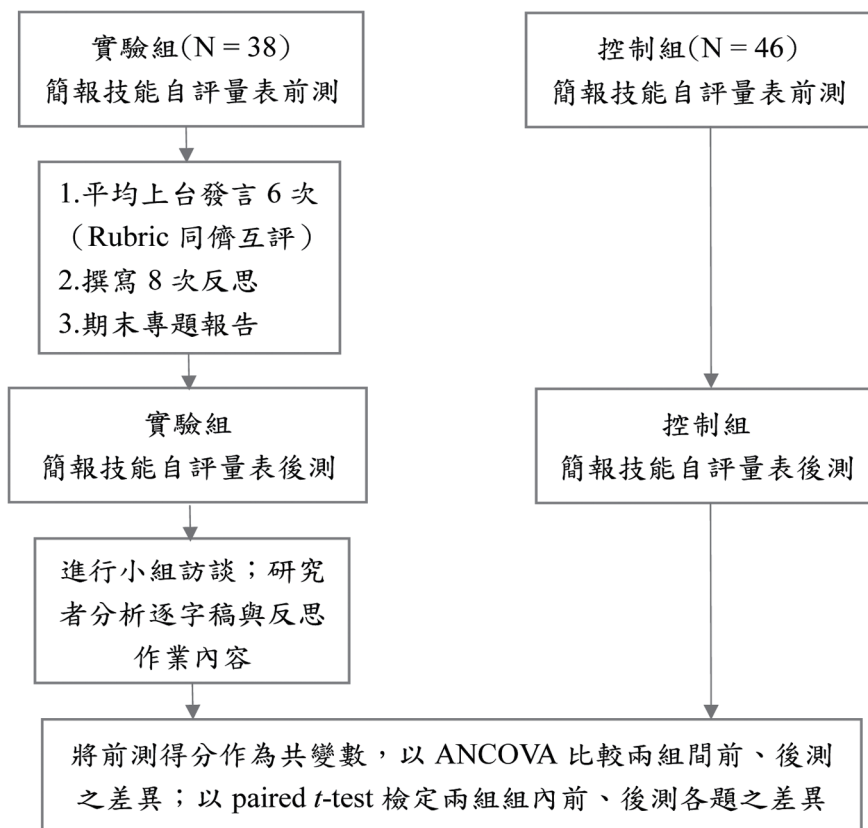 實驗組(N = 38)
簡報技能自評量表前測
控制組(N = 46)
簡報技能自評量表前測
1.平均上台發言 6 次
（Rubric 同儕互評）
2.撰寫 8 次反思
3.期末專題報告
實驗組
簡報技能自評量表後測
控制組
簡報技能自評量表後測
進行小組訪談；研究
者分析逐字稿與反思
作業內容
將前測得分作為共變數，以 ANCOVA 比較兩組間前、後測
之差異；以 paired t-test 檢定兩組組內前、後測各題之差異